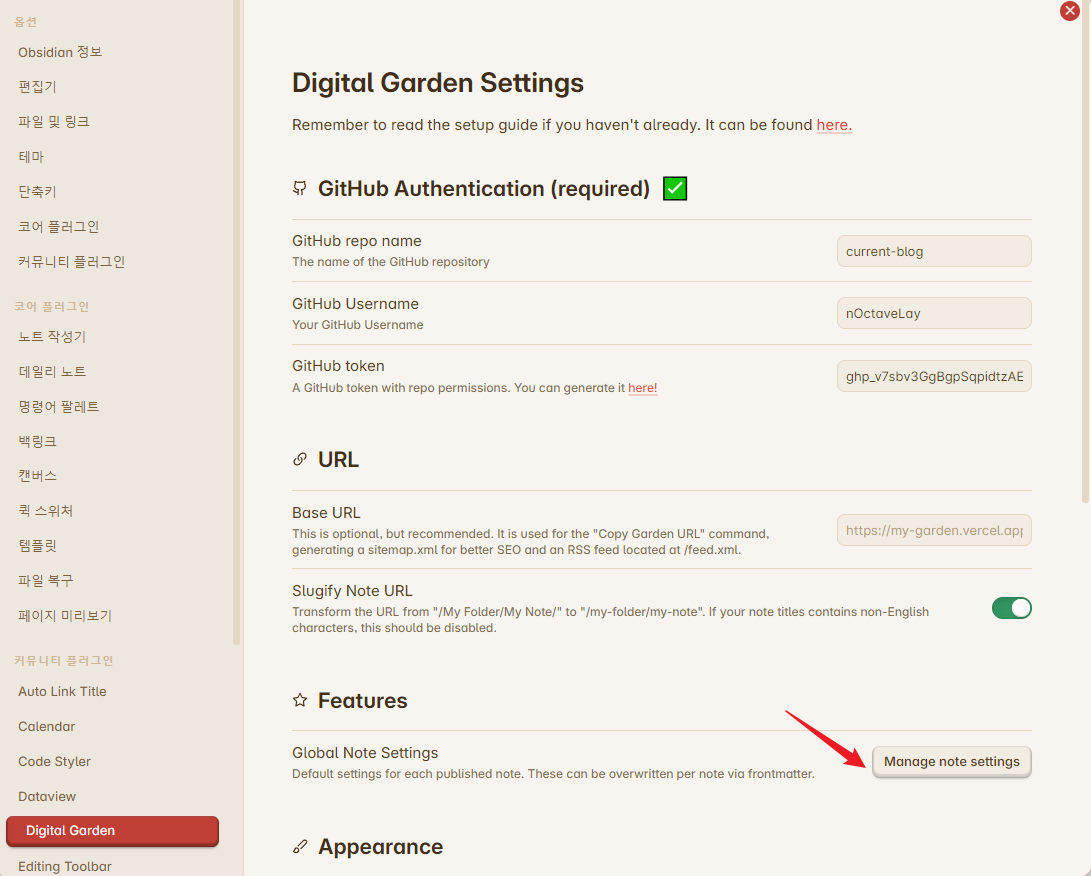 옵션
Obsidian 정보
편집기
파일 및 링크
테마
단축키
코어 플러그인
커뮤니티 플러그인
코어 플러그인
노트 작성기
데일리 노트
명령어 팔레트
백링크
캔버스
퀵 스위처
템플릿
파일 복구
페이지 미리보기
커뮤니티 플러그인
Auto Link Title
Calendar
Code Styler
Dataview
Digital Garden
Editing Toolbar
Digital Garden Settings
Remember to read the setup guide if you haven't already. It can be found here.
GitHub Authentication (required) ✅
GitHub repo name
The name of the GitHub repository
current-blog
GitHub Username
Your GitHub Username
nOctaveLay
GitHub token
A GitHub token with repo permissions. You can generate it here!
ghp_v7sbv3GgBgpSqpidtzAE
URL
Base URL
This is optional, but recommended. It is used for the "Copy Garden URL" command,
generating a sitemap.xml for better SEO and an RSS feed located at /feed.xml.
https://my-garden.vercel.app
Slugify Note URL
Transform the URL from "/My Folder/My Note/" to "/my-folder/my-note". If your note titles contains non-English
characters, this should be disabled.
Features
Global Note Settings
Default settings for each published note. These can be overwritten per note via frontmatter.
Manage note settings
Appearance